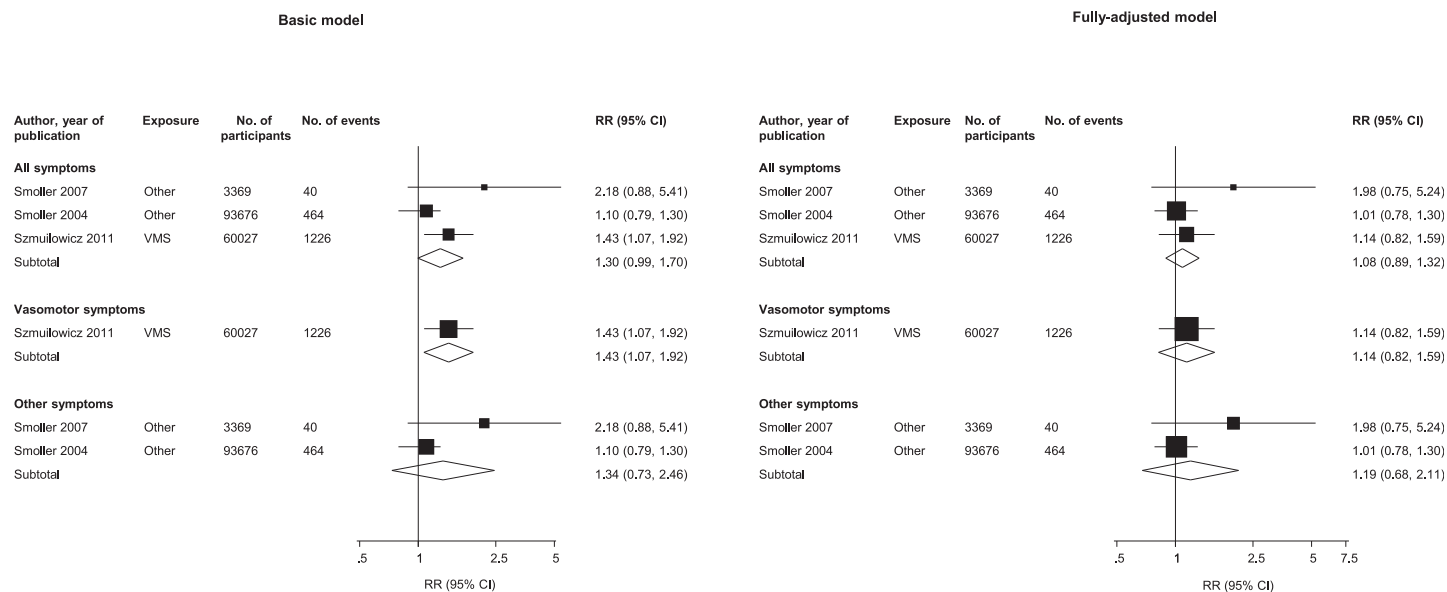 Basic model
Author, year of publication Exposure No. of participants No. of events RR (95% CI)
All symptoms
Smoller 2007 Other 3369 40 2.18 (0.88, 5.41)
Smoller 2004 Other 93676 464 1.10 (0.79, 1.30)
Szmuilowicz 2011 VMS 60027 1226 1.43 (1.07, 1.92)
Subtotal 1.30 (0.99, 1.70)
Vasomotor symptoms
Szmuilowicz 2011 VMS 60027 1226 1.43 (1.07, 1.92)
Subtotal 1.43 (1.07, 1.92)
Other symptoms
Smoller 2007 Other 3369 40 2.18 (0.88, 5.41)
Smoller 2004 Other 93676 464 1.10 (0.79, 1.30)
Subtotal 1.34 (0.73, 2.46)
.5 1 2.5 5
RR (95% CI)
Fully-adjusted model
Author, year of publication Exposure No. of participants No. of events RR (95% CI)
All symptoms
Smoller 2007 Other 3369 40 1.98 (0.75, 5.24)
Smoller 2004 Other 93676 464 1.01 (0.78, 1.30)
Szmuilowicz 2011 VMS 60027 1226 1.14 (0.82, 1.59)
Subtotal 1.08 (0.89, 1.32)
Vasomotor symptoms
Szmuilowicz 2011 VMS 60027 1226 1.14 (0.82, 1.59)
Subtotal 1.14 (0.82, 1.59)
Other symptoms
Smoller 2007 Other 3369 40 1.98 (0.75, 5.24)
Smoller 2004 Other 93676 464 1.01 (0.78, 1.30)
Subtotal 1.19 (0.68, 2.11)
.5 1 2.5 5 7.5
RR (95% CI)